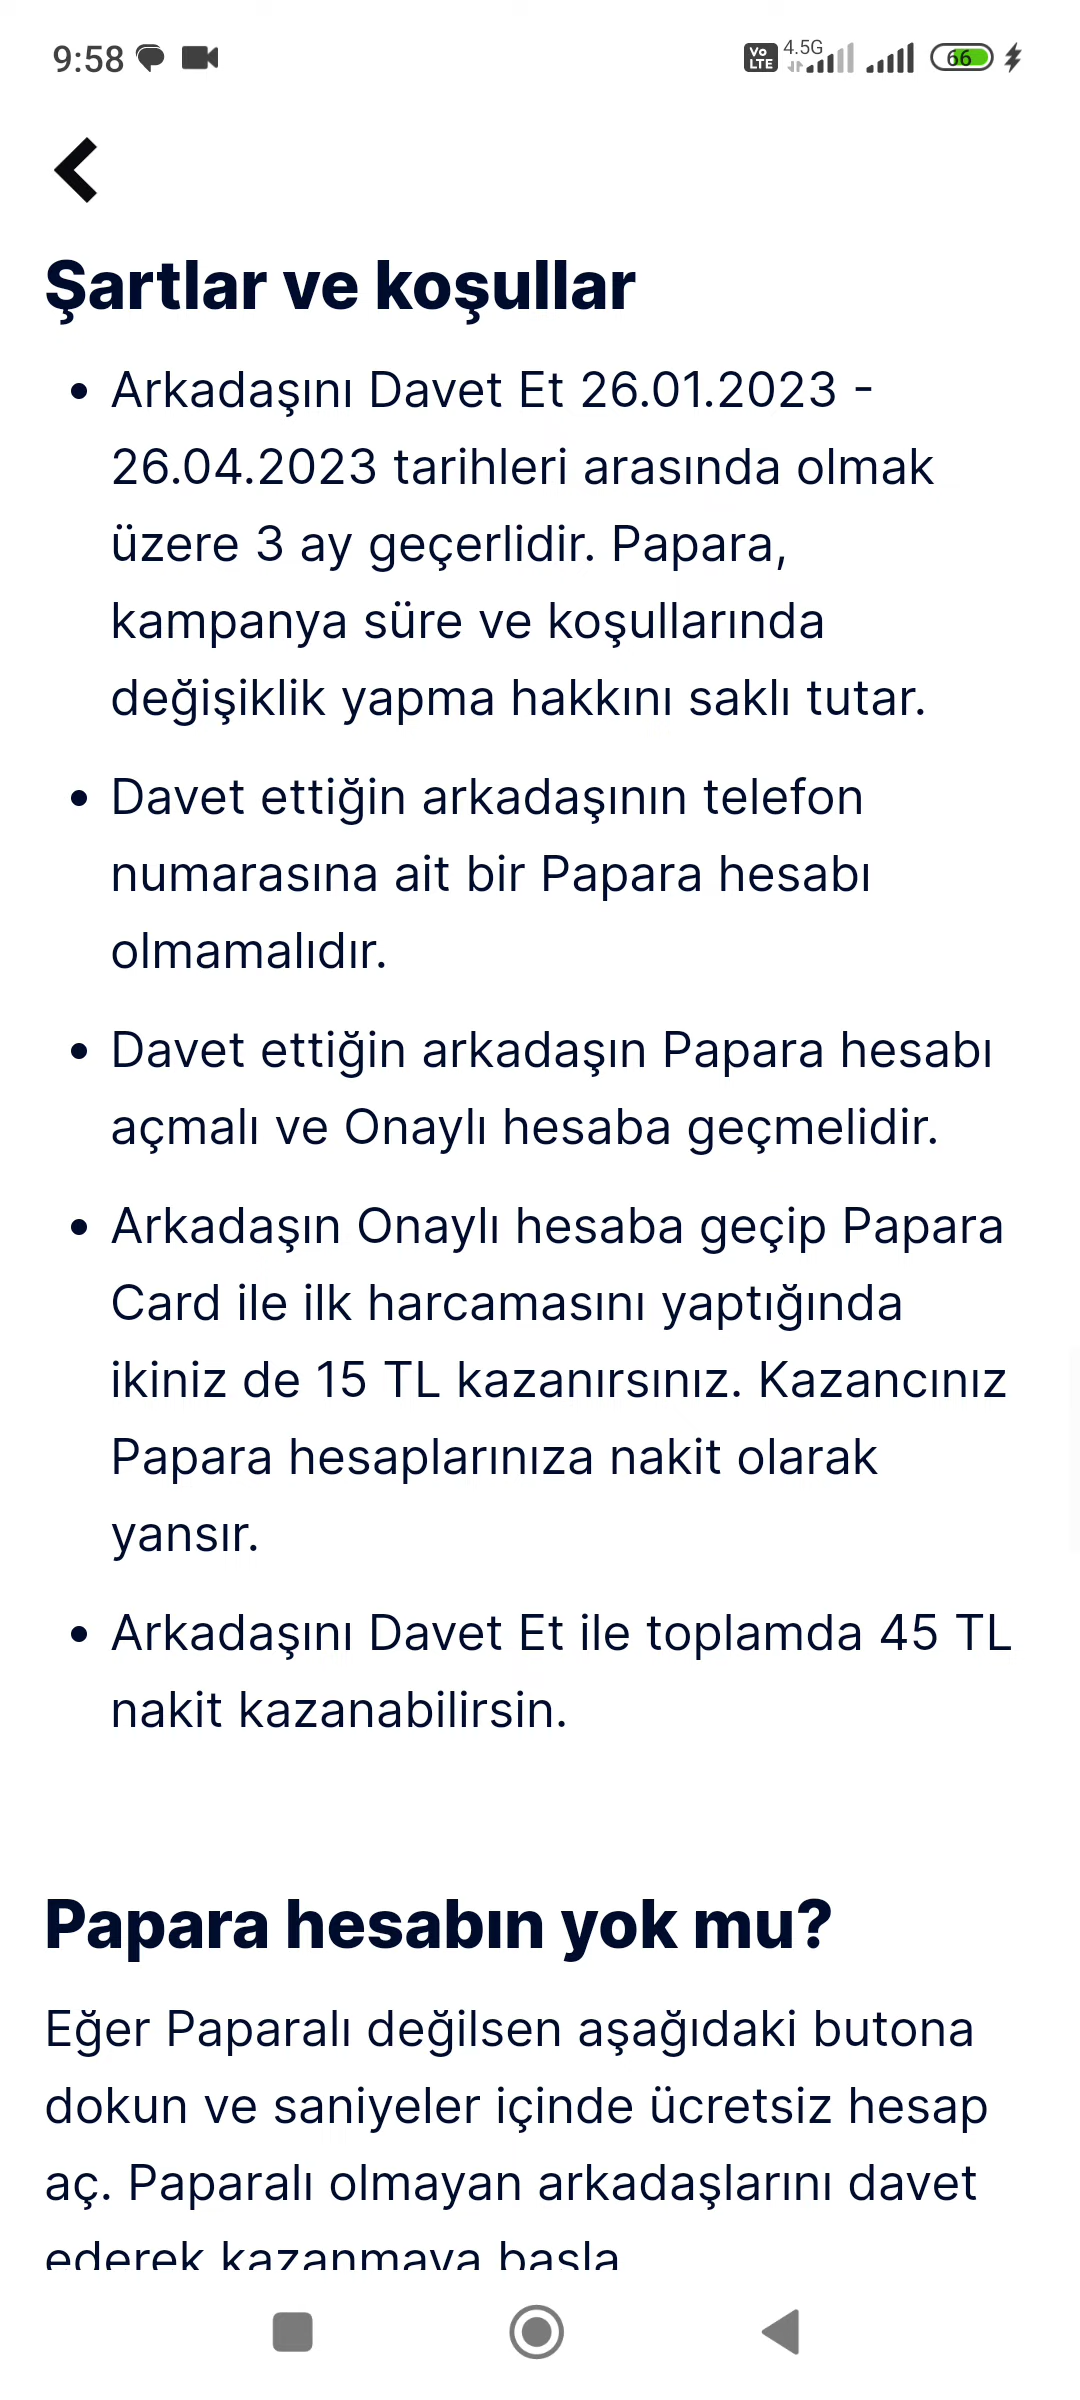 9:58
Vo
LTE
4.5G
66
Şartlar ve koşullar
• Arkadaşını Davet Et 26.01.2023 -
26.04.2023 tarihleri arasında olmak
üzere 3 ay geçerlidir. Papara,
kampanya süre ve koşullarında
değişiklik yapma hakkını saklı tutar.
• Davet ettiğin arkadaşının telefon
numarasına ait bir Papara hesabı
olmamalıdır.
• Davet ettiğin arkadaşın Papara hesabı
açmalı ve Onaylı hesaba geçmelidir.
• Arkadaşın Onaylı hesaba geçip Papara
Card ile ilk harcamasını yaptığında
ikiniz de 15 TL kazanırsınız. Kazancınız
Papara hesaplarınıza nakit olarak
yansır.
• Arkadaşını Davet Et ile toplamda 45 TL
nakit kazanabilirsin.
Papara hesabın yok mu?
Eğer Paparalı değilsen aşağıdaki butona
dokun ve saniyeler içinde ücretsiz hesap
aç. Paparalı olmayan arkadaşlarını davet
ederek kazanmaya başla